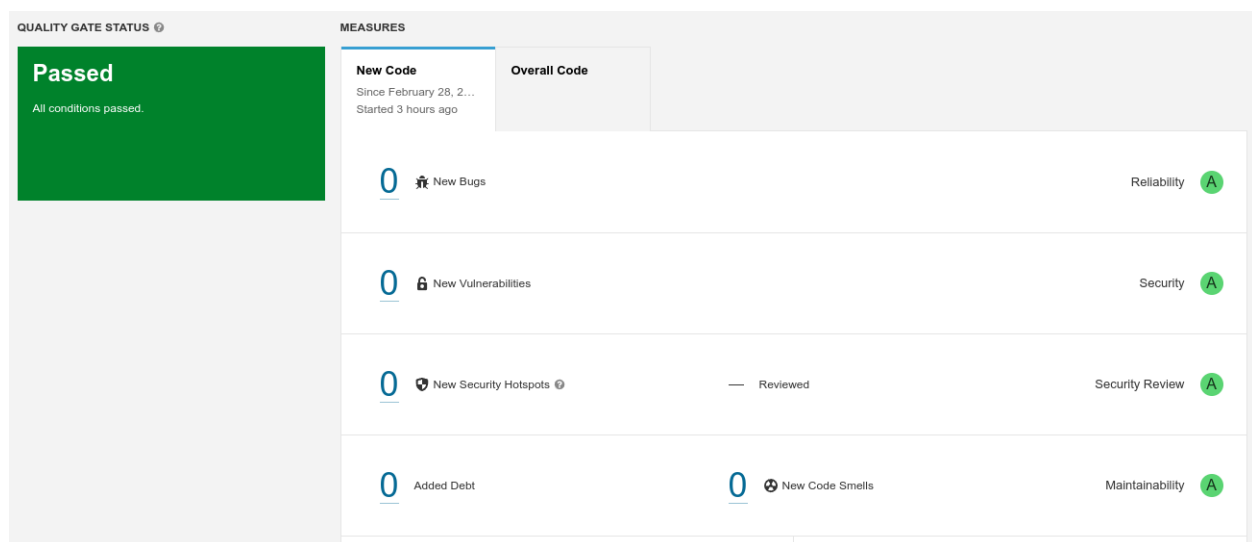 QUALITY GATE STATUS
MEASURES
Passed
All conditions passed.
New Code
Since February 28, 2…
Started 3 hours ago
Overall Code
0 New Bugs
Reliability A
0 New Vulnerabilities
Security A
0 New Security Hotspots ?
— Reviewed
Security Review A
0 Added Debt
0 New Code Smells
Maintainability A